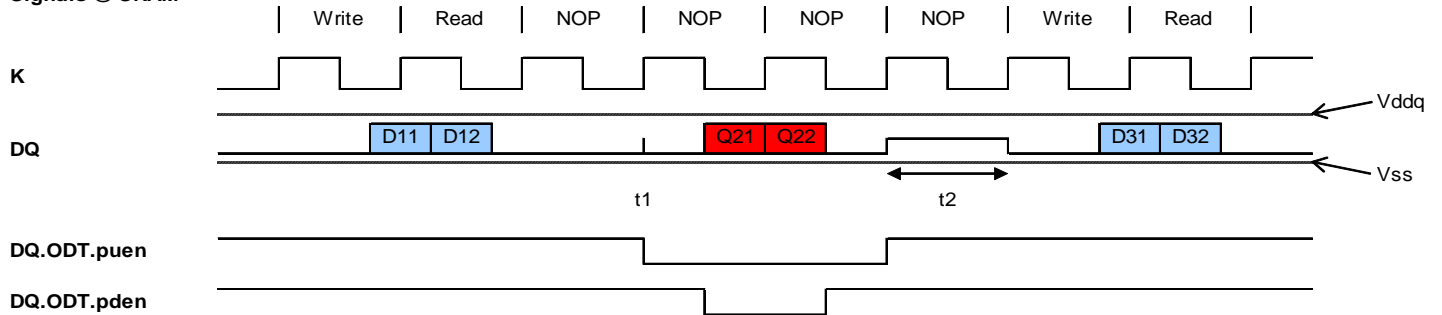 Write Read NOP NOP NOP NOP Write Read
K
Vddq
D11 D12 Q21 Q22 D31 D32
DQ
Vss
t1 t2
DQ.ODT.puen
DQ.ODT.pden